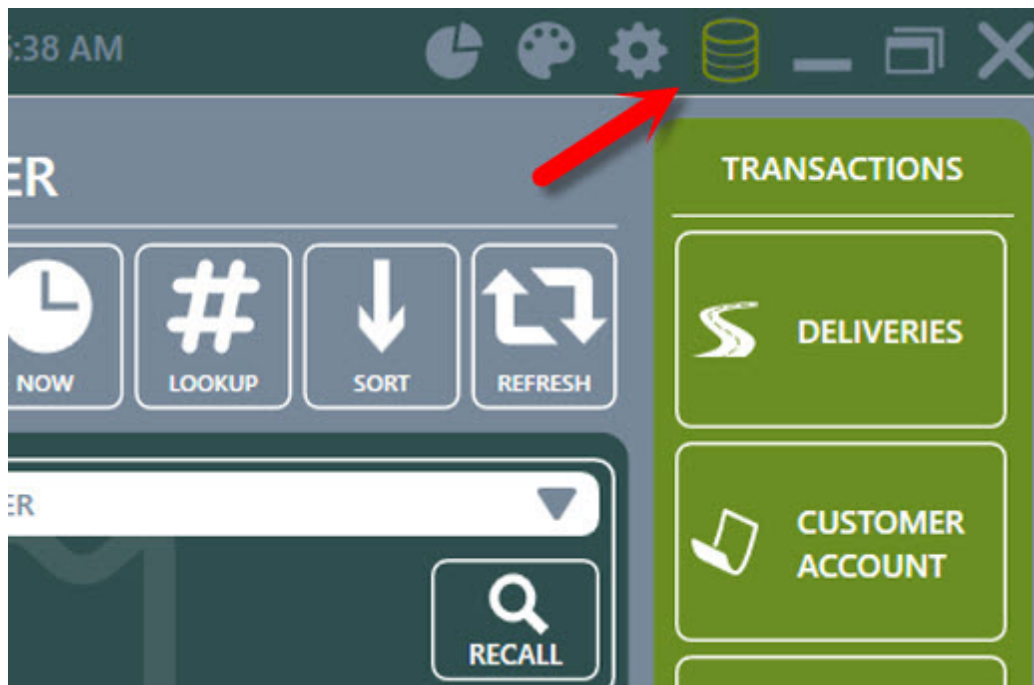 :38 AM
ER
TRANSACTIONS
NOW
LOOKUP
SORT
REFRESH
DELIVERIES
ER
CUSTOMER
ACCOUNT
RECALL